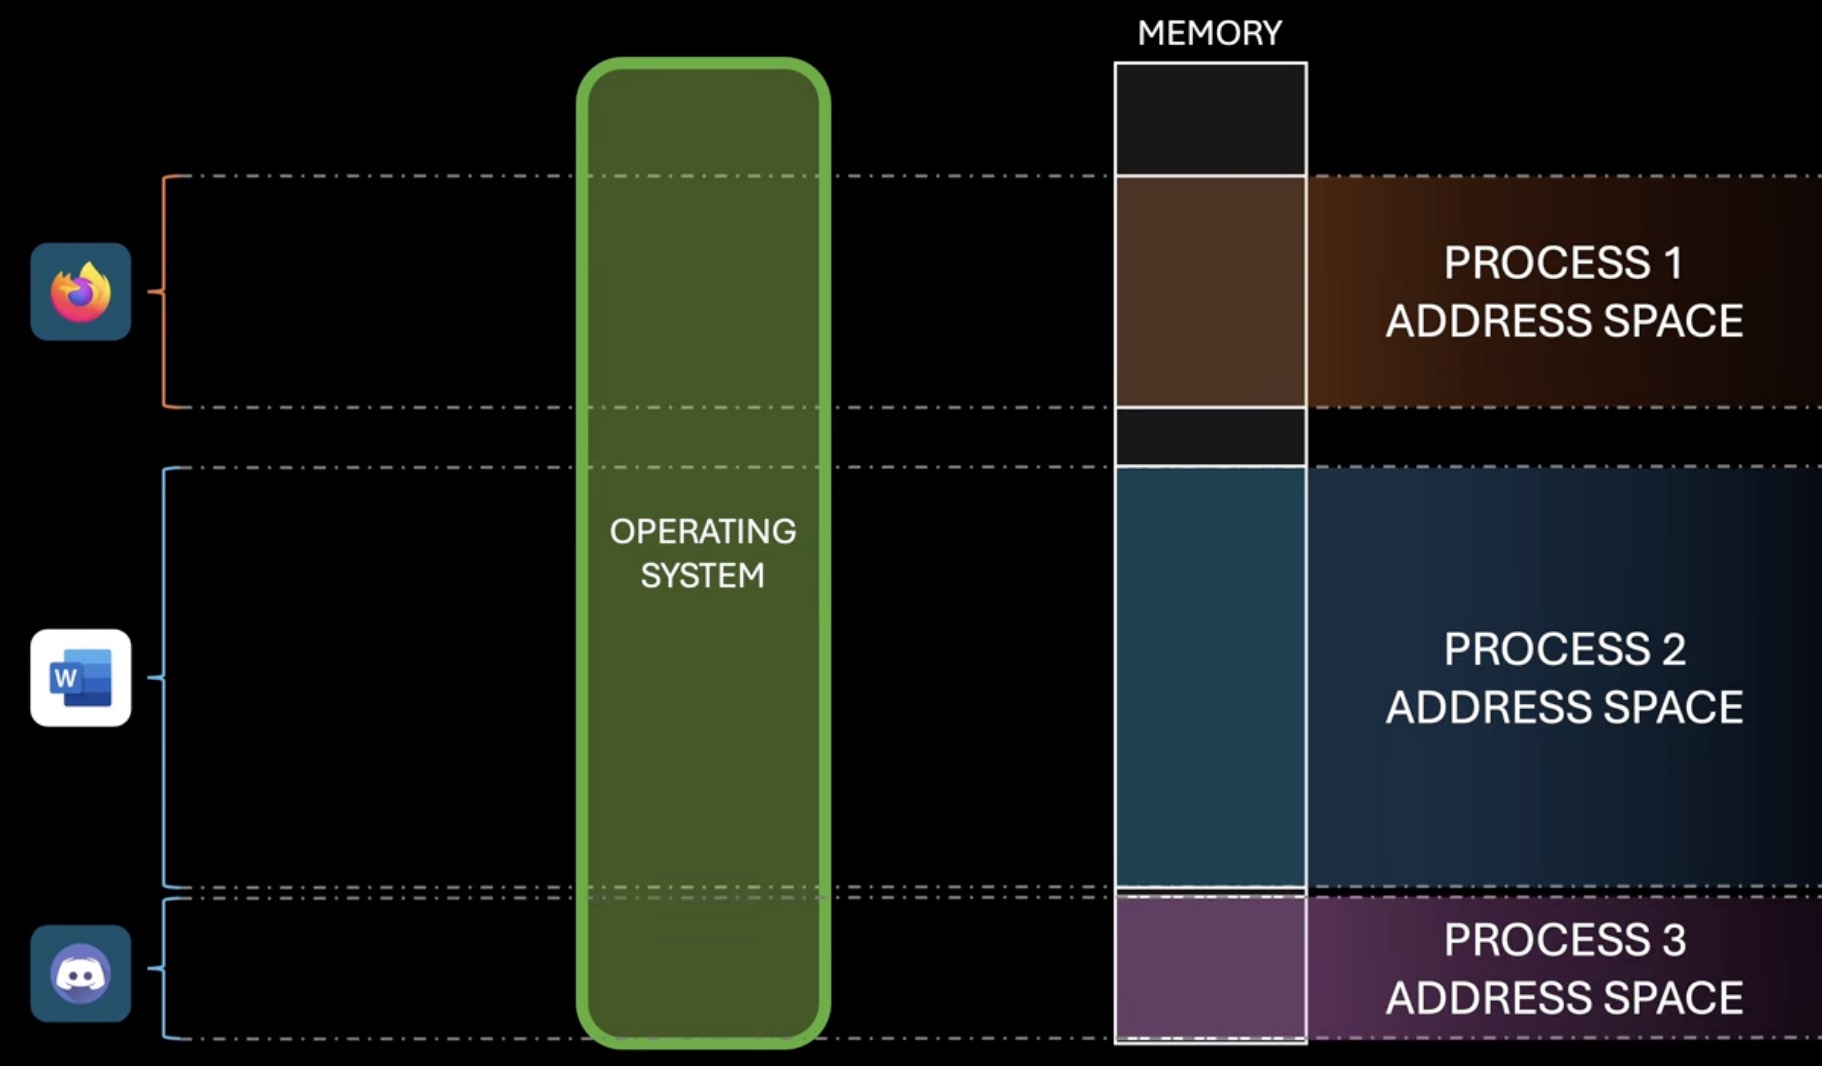 MEMORY
PROCESS 1
ADDRESS SPACE
OPERATING
SYSTEM
W
PROCESS 2
ADDRESS SPACE
PROCESS 3
ADDRESS SPACE